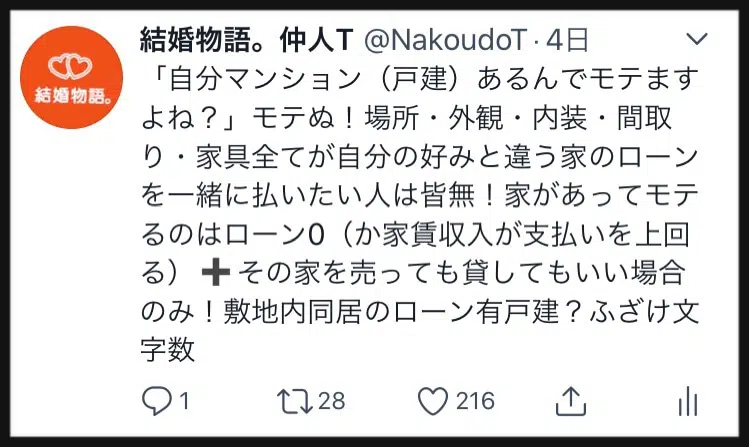 結婚物語。仲人T @NakoudoT · 4日
結婚物語。
「自分マンション（戸建）あるんでモテます
よね？」モテぬ！場所・外観・内装・間取
り・家具全てが自分の好みと違う家のローン
を一緒に払いたい人は皆無！家があってモテ
るのはローン0（か家賃収入が支払いを上回
る）➕その家を売っても貸してもいい場合
のみ！敷地内同居のローン有戸建？ふざけ文
字数
1 28 216